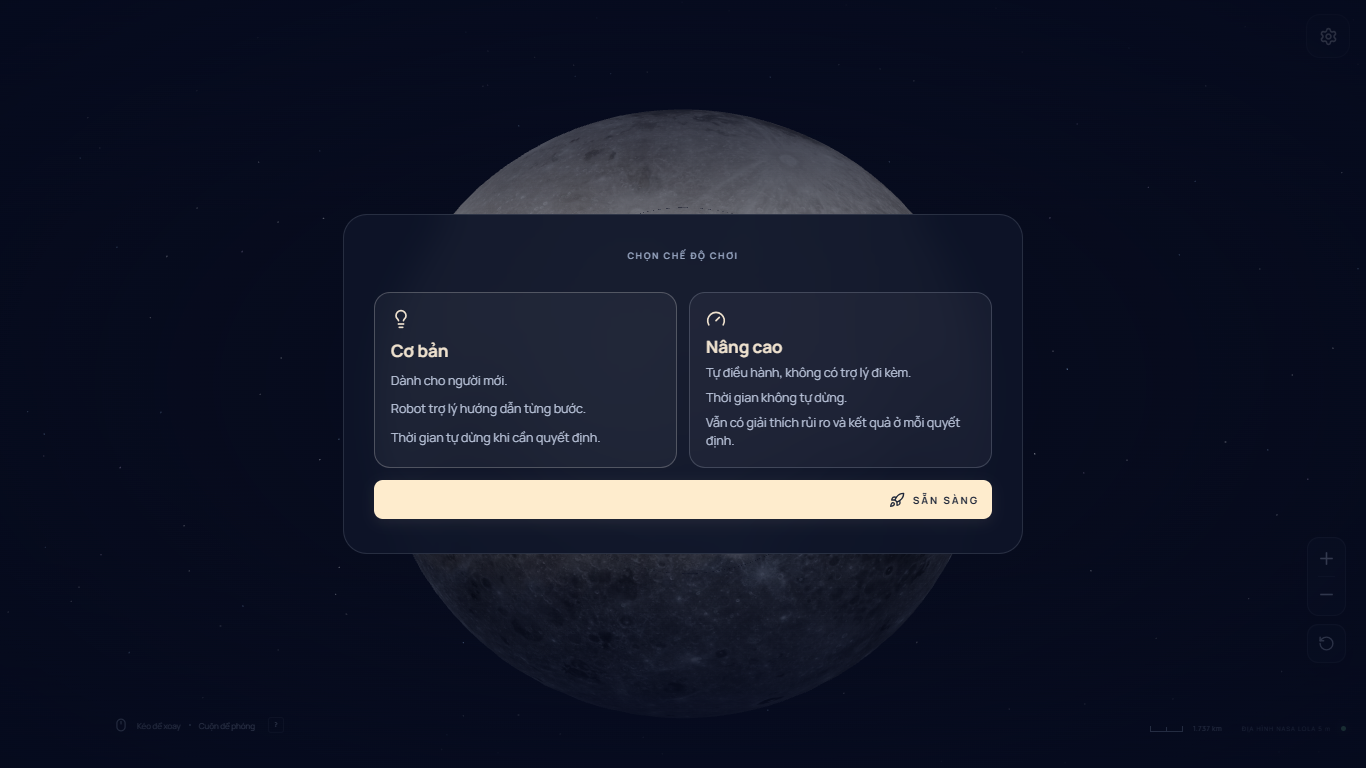 CHỌN CHẾ ĐỘ CHƠI
Cơ bản
Dành cho người mới.
Robot trợ lý hướng dẫn từng bước.
Thời gian tự dừng khi cần quyết định.
Nâng cao
Tự điều hành, không có trợ lý đi kèm.
Thời gian không tự dừng.
Vẫn có giải thích rủi ro và kết quả ở mỗi quyết
định.
SẴN SÀNG
Kéo để xoay • Cuộn để phóng ?
1737 km